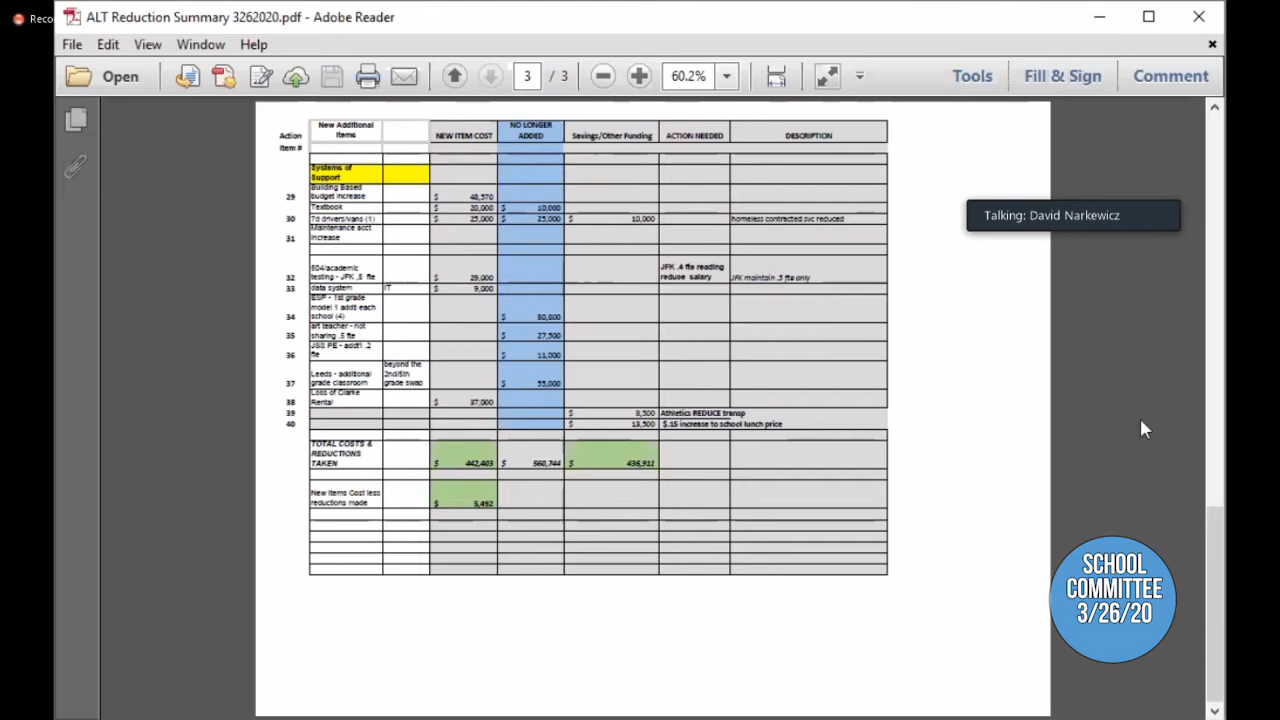 Reco
ALT Reduction Summary 3262020.pdf - Adobe Reader
File Edit View Window Help
Open 3 / 3 60.2% Tools Fill & Sign Comment
Action Item # New Additional Items NEW ITEM COST NO LONGER ADDED Savings/Other Funding ACTION NEEDED DESCRIPTION
Systems of Support
29 Building Based budget increase $ 48,570
Textbook $ 20,000 $ 10,000
30 7d drivers/vans (1) $ 25,000 $ 25,000 $ 10,000 homeless contracted svc reduced
31 Maintenance acct increase
32 504/academic testing - JFK .5 fte $ 29,000 JFK .4 fte reading reduce salary JFK maintain .5 fte only
33 data system IT $ 9,000
34 ESP - 1st grade model 1 addtl each school (4) $ 80,800
35 art teacher - not sharing .5 fte $ 27,500
36 JSS PE - addt'l .2 fte $ 11,000
37 Leeds - additional grade classroom beyond the 2nd/5th grade swap $ 55,000
38 Loss of Clarke Rental $ 37,000
39 $ 8,500 Athletics REDUCE transp
40 $ 13,500 $.15 increase to school lunch price
TOTAL COSTS & REDUCTIONS TAKEN $ 442,403 $ 560,744 $ 436,911
New Items Cost less reductions made $ 5,492
Talking: David Narkewicz
SCHOOL
COMMITTEE
3/26/20